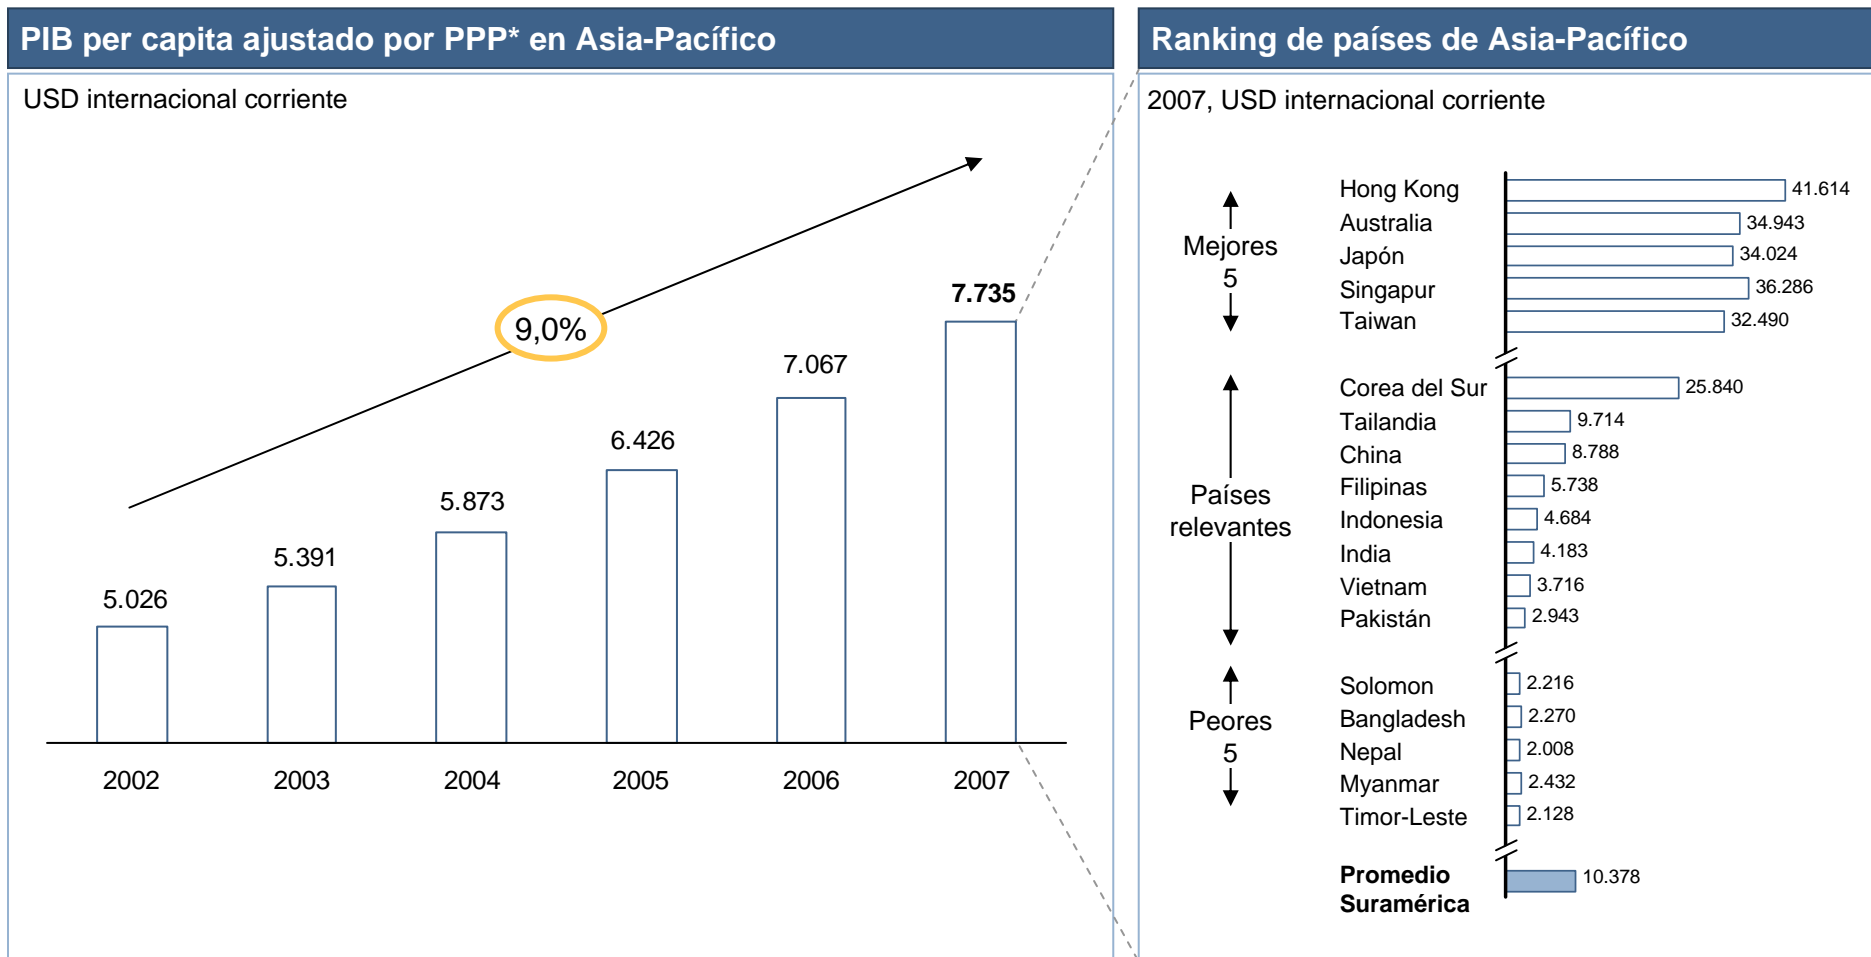 PIB per capita ajustado por PPP* en Asia-Pacífico
USD internacional corriente
9,0%
5.026
5.391
5.873
6.426
7.067
7.735
2002
2003
2004
2005
2006
2007
Ranking de países de Asia-Pacífico
2007, USD internacional corriente
Mejores
5
Hong Kong 41.614
Australia 34.943
Japón 34.024
Singapur 36.286
Taiwan 32.490
Países
relevantes
Corea del Sur 25.840
Tailandia 9.714
China 8.788
Filipinas 5.738
Indonesia 4.684
India 4.183
Vietnam 3.716
Pakistán 2.943
Peores
5
Solomon 2.216
Bangladesh 2.270
Nepal 2.008
Myanmar 2.432
Timor-Leste 2.128
Promedio
Suramérica
10.378